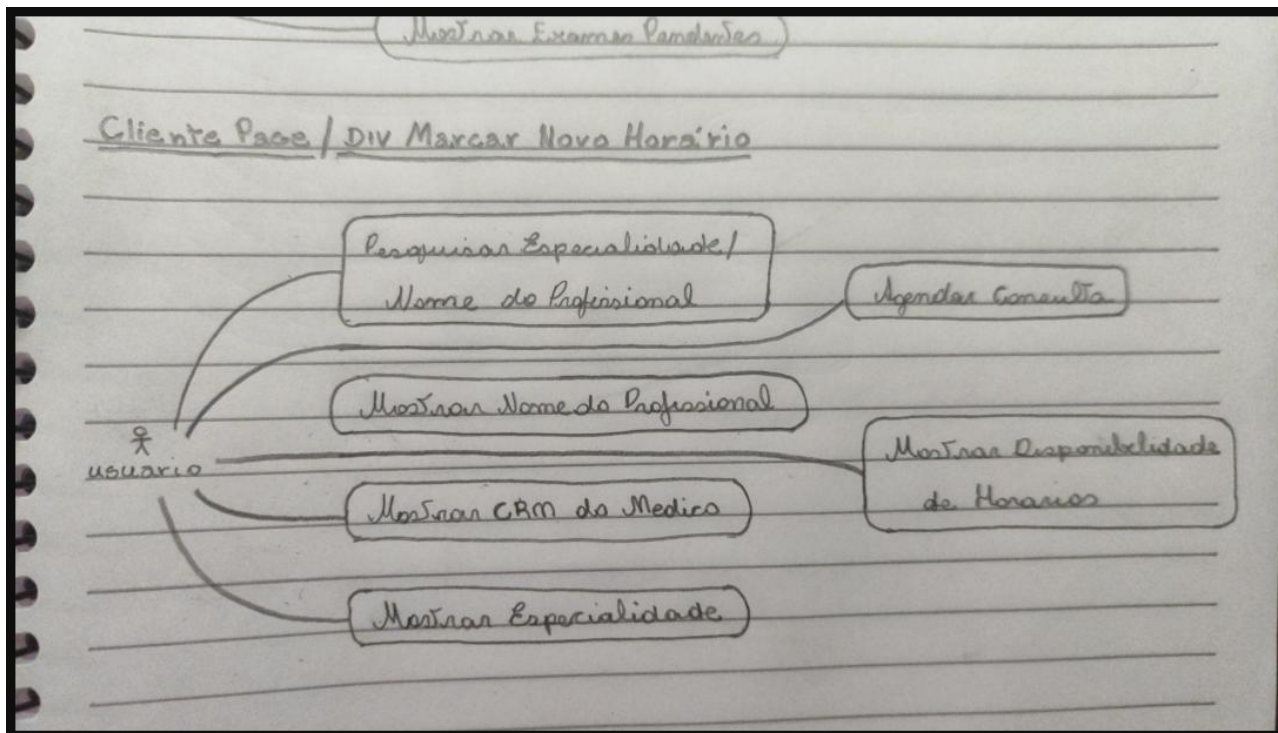 Mostrar Exames Pendentes
Cliente Page / DIV Marcar Novo Horário
Pesquisar Especialidade/
Nome do Profissional
Agendar Consulta
Mostrar Nome do Profissional
usuario
Mostrar Disponibelidade
de Horarios
Mostrar CRM do Medico
Mostrar Especialidade